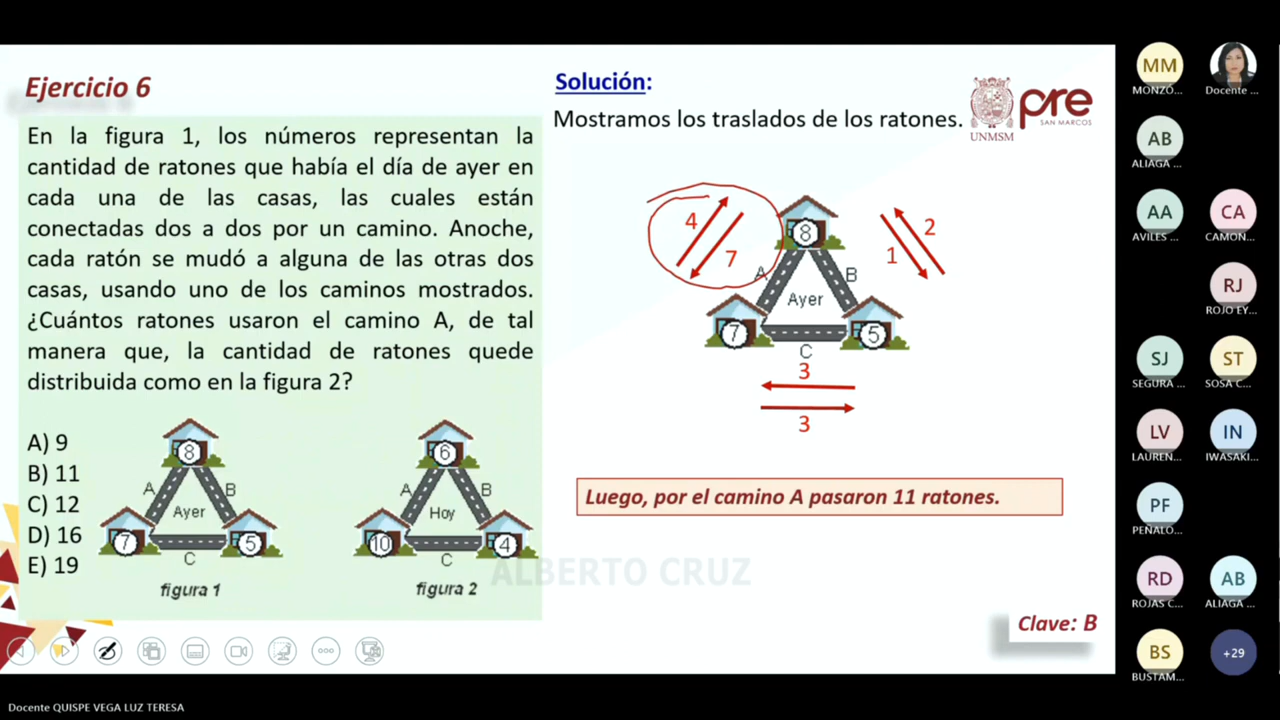 Ejercicio 6
En la figura 1, los números representan la
cantidad de ratones que había el día de ayer en
cada una de las casas, las cuales están
conectadas dos a dos por un camino. Anoche,
cada ratón se mudó a alguna de las otras dos
casas, usando uno de los caminos mostrados.
¿Cuántos ratones usaron el camino A, de tal
manera que, la cantidad de ratones quede
distribuida como en la figura 2?
A) 9
B) 11
C) 12
D) 16
E) 19
8
A
B
Ayer
7
5
C
figura 1
6
A
B
Hoy
10
4
C
figura 2
Solución:
Mostramos los traslados de los ratones.
UNMSM
pre
SAN MARCOS
4
7
8
2
1
A
B
Ayer
7
5
C
3
3
Luego, por el camino A pasaron 11 ratones.
ALBERTO CRUZ
Clave: B
MM
MONZO...
Docente ...
AB
ALIAGA ...
AA
AVILES ...
CA
CAMON...
RJ
ROJO EY...
SJ
SEGURA ...
ST
SOSA C...
LV
LAUREN...
IN
IWASAKI...
PF
PEÑALO...
RD
ROJAS C...
AB
ALIAGA ...
BS
BUSTAM...
+29
Docente QUISPE VEGA LUZ TERESA